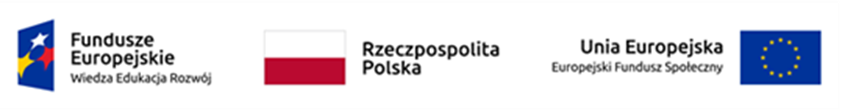 Fundusze
Europejskie
Wiedza Edukacja Rozwój
Rzeczpospolita
Polska
Unia Europejska
Europejski Fundusz Społeczny